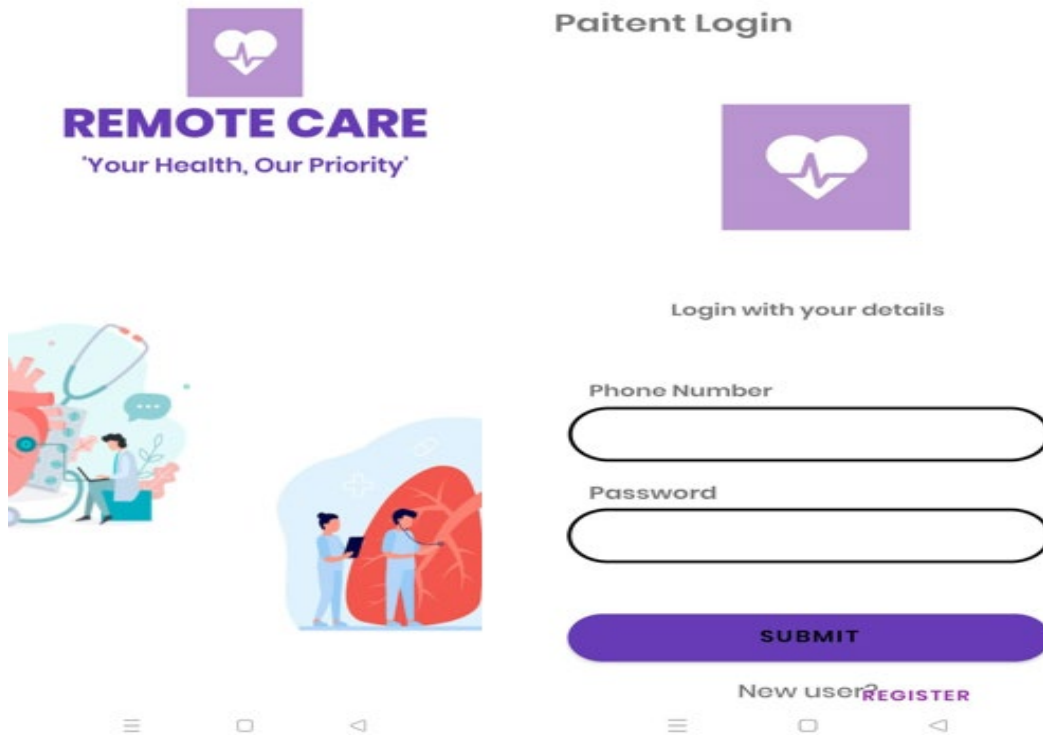 REMOTE CARE
'Your Health, Our Priority'
Paitent Login
Login with your details
Phone Number
Password
SUBMIT
New user?
REGISTER